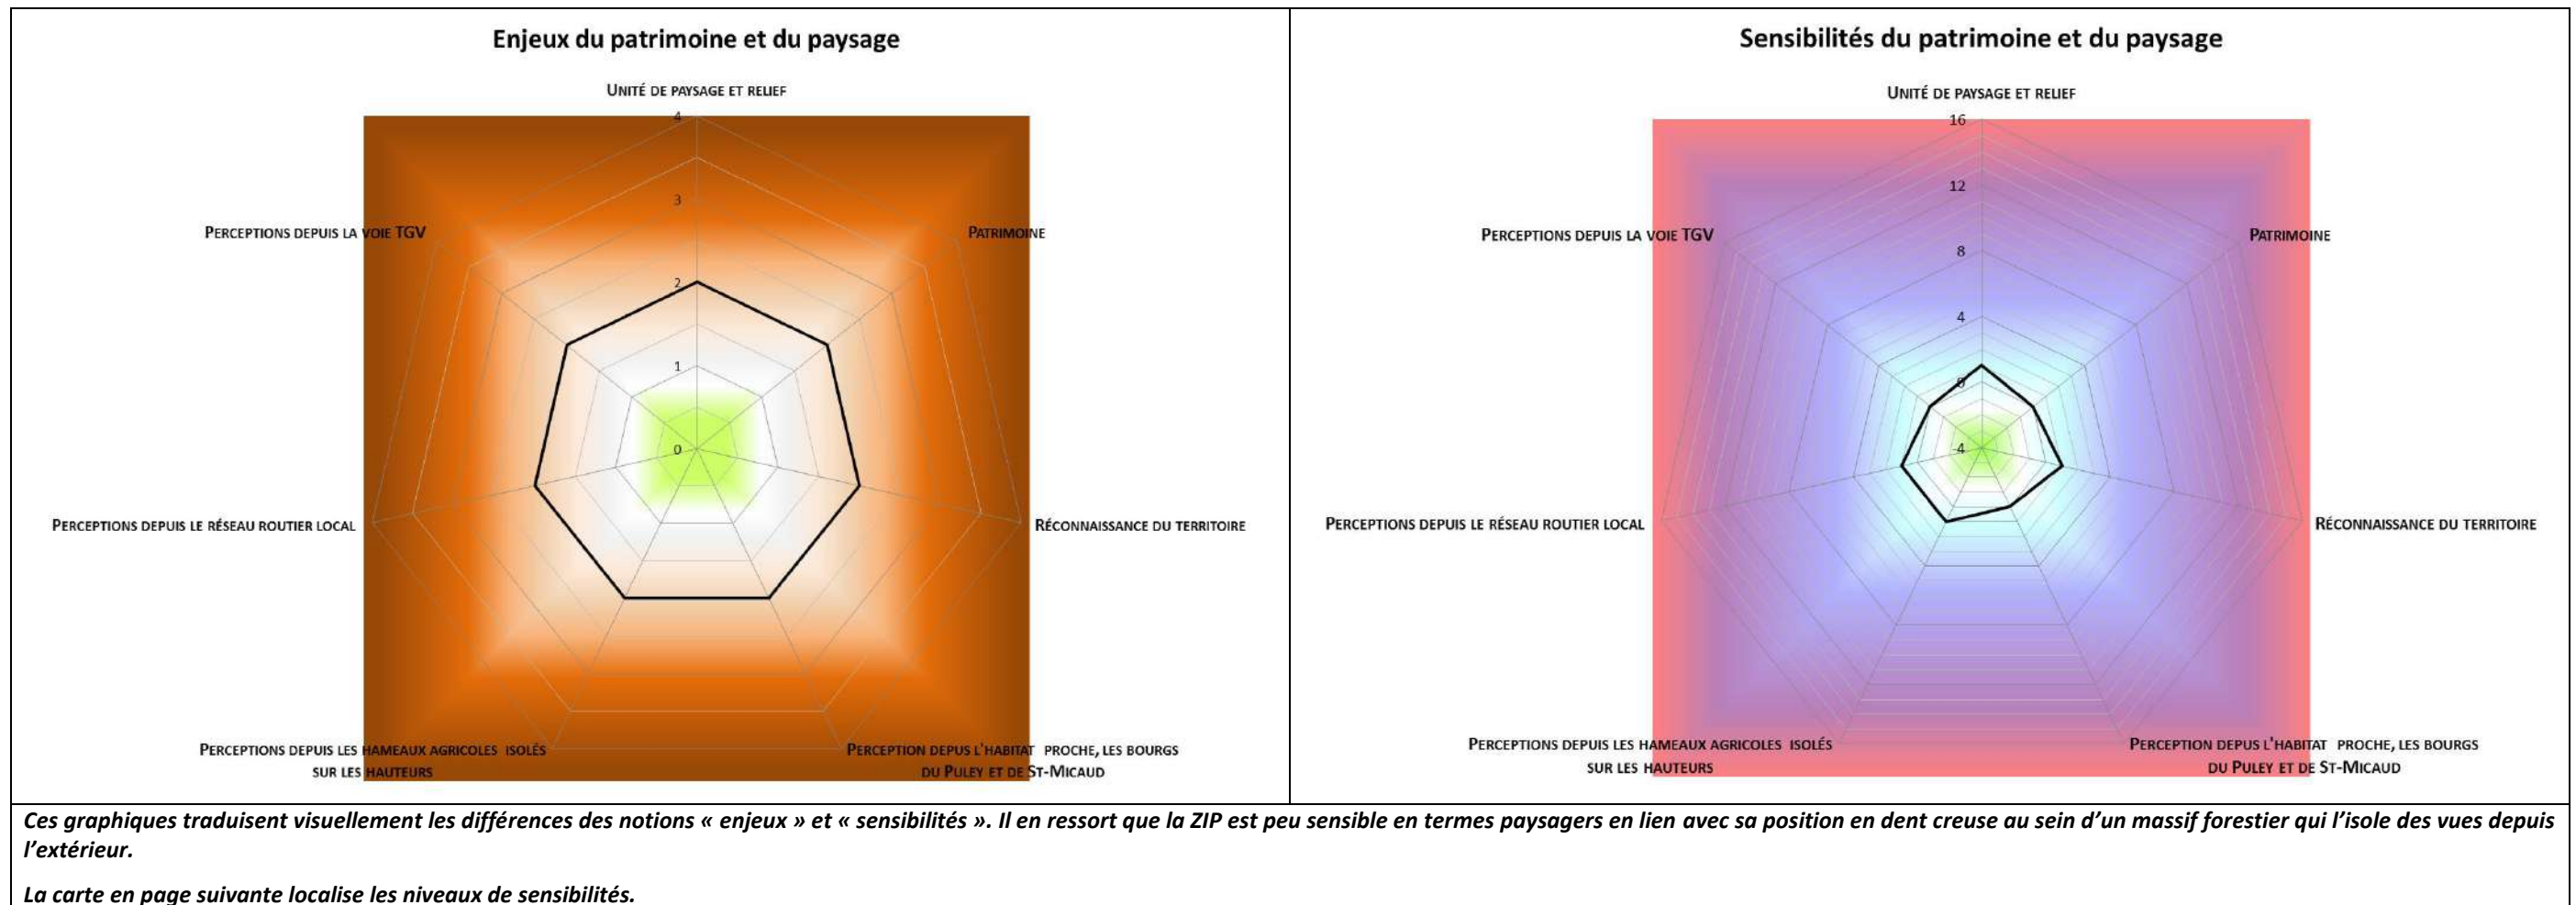 Enjeux du patrimoine et du paysage
UNITÉ DE PAYSAGE ET RELIEF
4
3
2
1
0
PERCEPTIONS DEPUIS LA VOIE TGV
PATRIMOINE
PERCEPTIONS DEPUIS LE RÉSEAU ROUTIER LOCAL
RÉCONNAISSANCE DU TERRITOIRE
PERCEPTIONS DEPUIS LES HAMEAUX AGRICOLES ISOLÉS
SUR LES HAUTEURS
PERCEPTION DEPUS L'HABITAT PROCHE, LES BOURGS
DU PULEY ET DE ST-MICAUD
Sensibilités du patrimoine et du paysage
UNITÉ DE PAYSAGE ET RELIEF
16
12
8
4
0
-4
PERCEPTIONS DEPUIS LA VOIE TGV
PATRIMOINE
PERCEPTIONS DEPUIS LE RÉSEAU ROUTIER LOCAL
RÉCONNAISSANCE DU TERRITOIRE
PERCEPTIONS DEPUIS LES HAMEAUX AGRICOLES ISOLÉS
SUR LES HAUTEURS
PERCEPTION DEPUS L'HABITAT PROCHE, LES BOURGS
DU PULEY ET DE ST-MICAUD
Ces graphiques traduisent visuellement les différences des notions « enjeux » et « sensibilités ». Il en ressort que la ZIP est peu sensible en termes paysagers en lien avec sa position en dent creuse au sein d’un massif forestier qui l’isole des vues depuis
l’extérieur.
La carte en page suivante localise les niveaux de sensibilités.